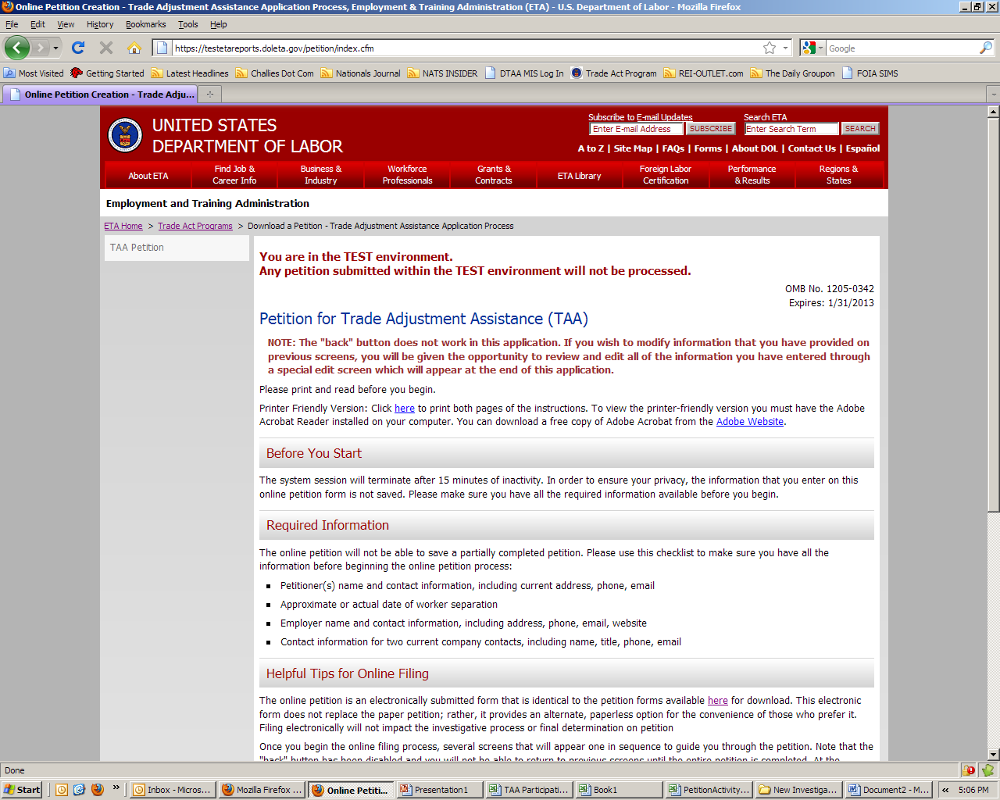 Online Petition Creation - Trade Adjustment Assistance Application Process, Employment & Training Administration (ETA) - U.S. Department of Labor - Mozilla Firefox
File Edit View History Bookmarks Tools Help
https://testetareports.doleta.gov/petition/index.cfm Google
Most Visited Getting Started Latest Headlines Challies Dot Com Nationals Journal NATS INSIDER DTAA MIS Log In Trade Act Program REI-OUTLET.com The Daily Groupon FOIA SIMS
Online Petition Creation - Trade Adju...
UNITED STATES
DEPARTMENT OF LABOR
Subscribe to E-mail Updates Search ETA
Enter E-mail Address SUBSCRIBE Enter Search Term SEARCH
A to Z | Site Map | FAQs | Forms | About DOL | Contact Us | Español
About ETA
Find Job &
Career Info
Business &
Industry
Workforce
Professionals
Grants &
Contracts
ETA Library
Foreign Labor
Certification
Performance
& Results
Regions &
States
Employment and Training Administration
ETA Home > Trade Act Programs > Download a Petition - Trade Adjustment Assistance Application Process
TAA Petition
You are in the TEST environment.
Any petition submitted within the TEST environment will not be processed.
OMB No. 1205-0342
Expires: 1/31/2013
Petition for Trade Adjustment Assistance (TAA)
NOTE: The "back" button does not work in this application. If you wish to modify information that you have provided on
previous screens, you will be given the opportunity to review and edit all of the information you have entered through
a special edit screen which will appear at the end of this application.
Please print and read before you begin.
Printer Friendly Version: Click here to print both pages of the instructions. To view the printer-friendly version you must have the Adobe
Acrobat Reader installed on your computer. You can download a free copy of Adobe Acrobat from the Adobe Website.
Before You Start
The system session will terminate after 15 minutes of inactivity. In order to ensure your privacy, the information that you enter on this
online petition form is not saved. Please make sure you have all the required information available before you begin.
Required Information
The online petition will not be able to save a partially completed petition. Please use this checklist to make sure you have all the
information before beginning the online petition process:
Petitioner(s) name and contact information, including current address, phone, email
Approximate or actual date of worker separation
Employer name and contact information, including address, phone, email, website
Contact information for two current company contacts, including name, title, phone, email
Helpful Tips for Online Filing
The online petition is an electronically submitted form that is identical to the petition forms available here for download. This electronic
form does not replace the paper petition; rather, it provides an alternate, paperless option for the convenience of those who prefer it.
Filing electronically will not impact the investigative process or final determination on petition
Once you begin the online filing process, several screens that will appear one in sequence to guide you through the petition. Note that the
"back" button has been disabled and you will not be able to return to previous screens until the entire petition is completed. At the
Done
Start Inbox - Micros... Mozilla Firefox ... Online Petiti... Presentation1 TAA Participati... Book1 PetitionActivity... New Investiga... Document2 - M... 5:06 PM